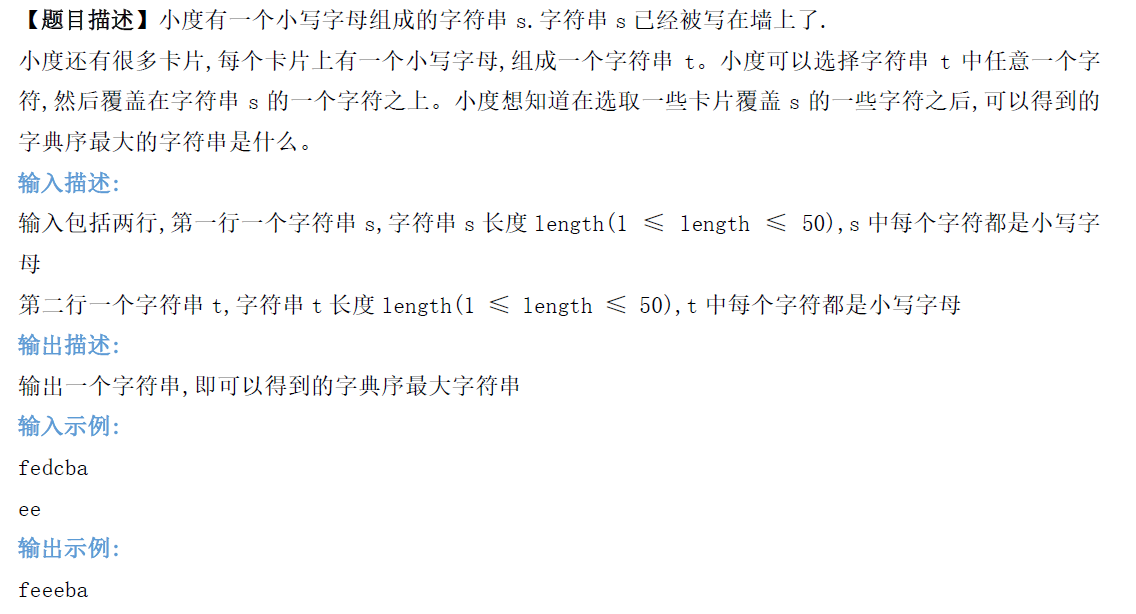 【题目描述】小度有一个小写字母组成的字符串 s.字符串 s 已经被写在墙上了.
小度还有很多卡片,每个卡片上有一个小写字母,组成一个字符串 t。小度可以选择字符串 t 中任意一个字
符,然后覆盖在字符串 s 的一个字符之上。小度想知道在选取一些卡片覆盖 s 的一些字符之后,可以得到的
字典序最大的字符串是什么。
输入描述:
输入包括两行,第一行一个字符串 s,字符串 s 长度 length(1 ≤ length ≤ 50),s 中每个字符都是小写字
母
第二行一个字符串 t,字符串 t 长度 length(1 ≤ length ≤ 50),t 中每个字符都是小写字母
输出描述:
输出一个字符串,即可以得到的字典序最大字符串
输入示例:
fedcba
ee
输出示例:
feeeba